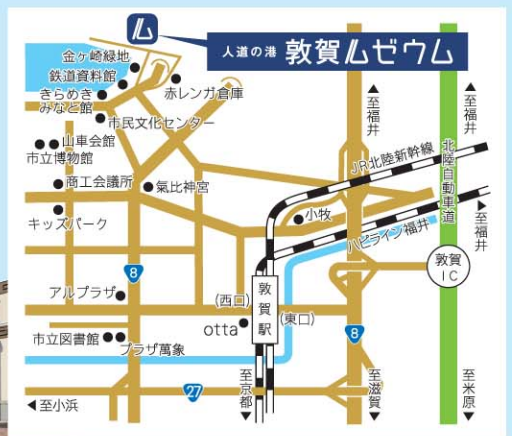 ム
人道の港 敦賀ムゼウム
金ヶ崎緑地
鉄道資料館
きらめき
みなと館
赤レンガ倉庫
市民文化センター
山車会館
市立博物館
商工会議所
氣比神宮
キッズパーク
小牧
JR北陸新幹線
ハピライン福井
▲至福井
▲至福井
▲至福井
北陸自動車道
敦賀
IC
8
アルプラザ
(西口)
敦賀駅
(東口)
otta
市立図書館
プラザ萬象
8
27
◀至小浜
至京都▼
至滋賀▼
至米原▼